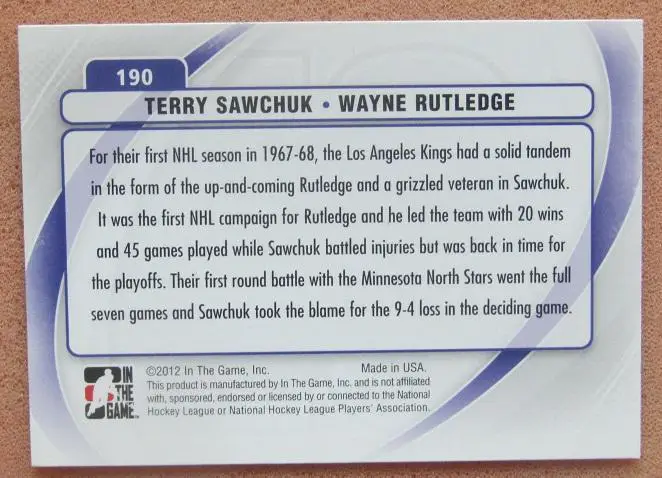 190
TERRY SAWCHUK • WAYNE RUTLEDGE
For their first NHL season in 1967-68, the Los Angeles Kings had a solid tandem
in the form of the up-and-coming Rutledge and a grizzled veteran in Sawchuk.
It was the first NHL campaign for Rutledge and he led the team with 20 wins
and 45 games played while Sawchuk battled injuries but was back in time for
the playoffs. Their first round battle with the Minnesota North Stars went the full
seven games and Sawchuk took the blame for the 9-4 loss in the deciding game.
IN
THE
GAME™
©2012 In The Game, Inc. Made in USA.
This product is manufactured by In The Game, Inc. and is not affiliated
with, sponsored, endorsed or licensed by or connected to the National
Hockey League or National Hockey League Players' Association.